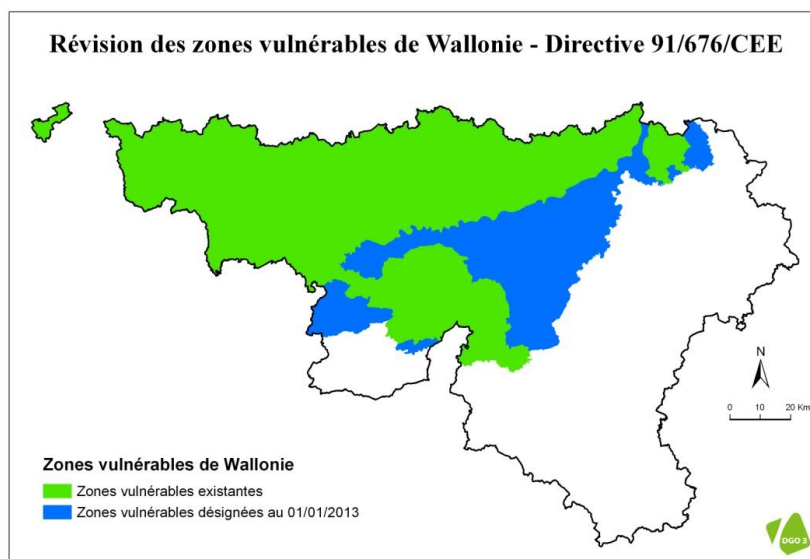 Révision des zones vulnérables de Wallonie - Directive 91/676/CEE
N
0 10 20 Km
Zones vulnérables de Wallonie
Zones vulnérables existantes
Zones vulnérables désignées au 01/01/2013
DGO 3